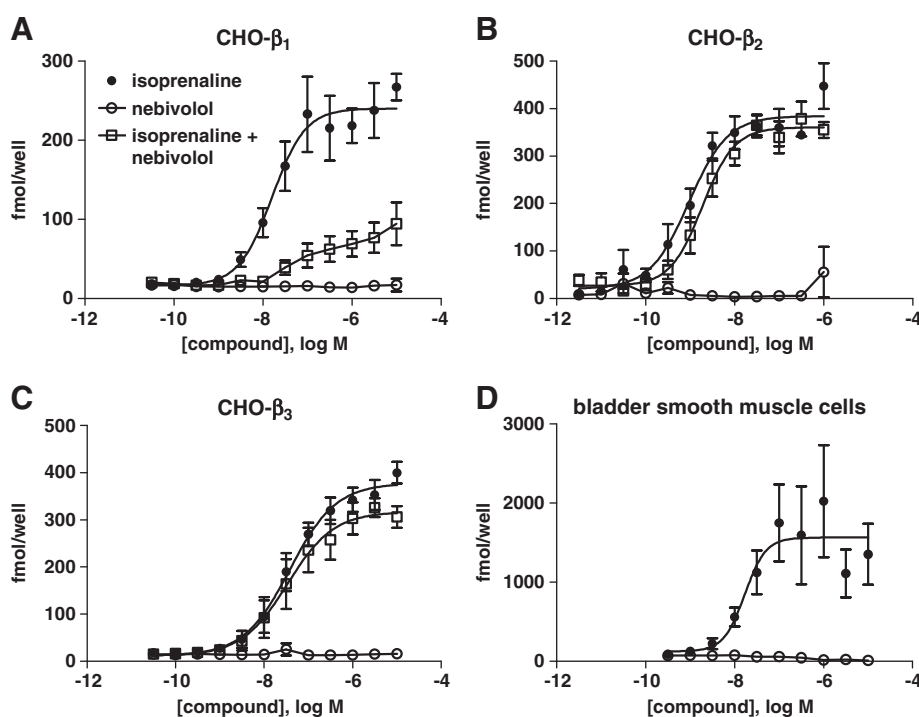 A
CHO-β1
300
200
100
0
fmol/well
isoprenaline
nebivolol
isoprenaline +
nebivolol
-12 -10 -8 -6 -4
[compound], log M
B
CHO-β2
500
400
300
200
100
0
fmol/well
-12 -10 -8 -6 -4
[compound], log M
C
CHO-β3
500
400
300
200
100
0
fmol/well
-12 -10 -8 -6 -4
[compound], log M
D
bladder smooth muscle cells
3000
2000
1000
0
fmol/well
-12 -10 -8 -6 -4
[compound], log M